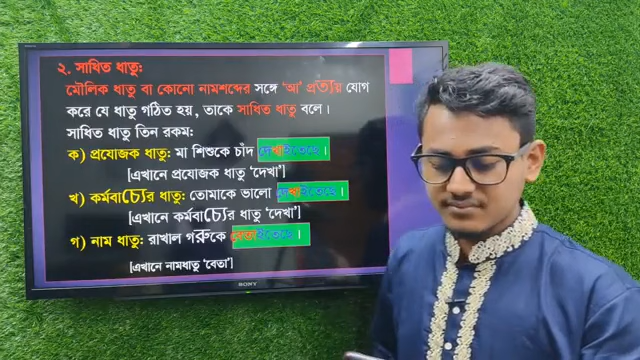 ২. সাধিত ধাতু:
মৌলিক ধাতু বা কোনো নামশব্দের সঙ্গে 'আ' প্রত্যয় যোগ
করে যে ধাতু গঠিত হয়, তাকে সাধিত ধাতু বলে।
সাধিত ধাতু তিন রকম:
ক) প্রযোজক ধাতু: মা শিশুকে চাঁদ
[এখানে প্রযোজক ধাতু 'দেখা']
খ) কর্মবাচ্যের ধাতু: তোমাকে ভালো
[এখানে কর্মবাচ্যের ধাতু 'দেখা']
গ) নাম ধাতু: রাখাল গরুকে
[এখানে নামধাতু 'বেতা']
SONY